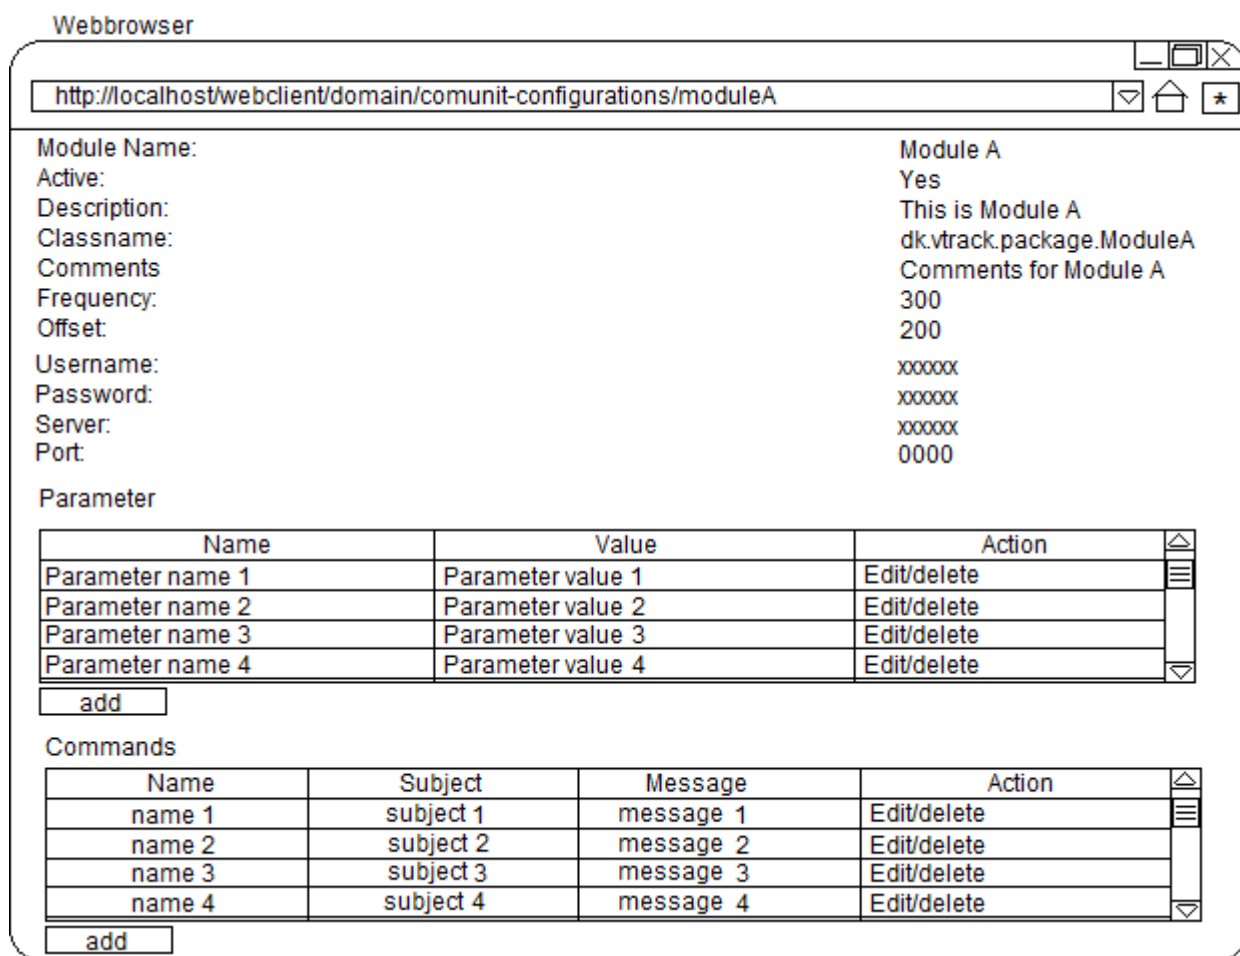 Webbrowser
http://localhost/webclient/domain/comunit-configurations/moduleA *
Module Name: Module A
Active: Yes
Description: This is Module A
Classname: dk.vtrack.package.ModuleA
Comments Comments for Module A
Frequency: 300
Offset: 200
Username: xxxxxx
Password: xxxxxx
Server: xxxxxx
Port: 0000
Parameter
Name Value Action
Parameter name 1 Parameter value 1 Edit/delete
Parameter name 2 Parameter value 2 Edit/delete
Parameter name 3 Parameter value 3 Edit/delete
Parameter name 4 Parameter value 4 Edit/delete
add
Commands
Name Subject Message Action
name 1 subject 1 message 1 Edit/delete
name 2 subject 2 message 2 Edit/delete
name 3 subject 3 message 3 Edit/delete
name 4 subject 4 message 4 Edit/delete
add